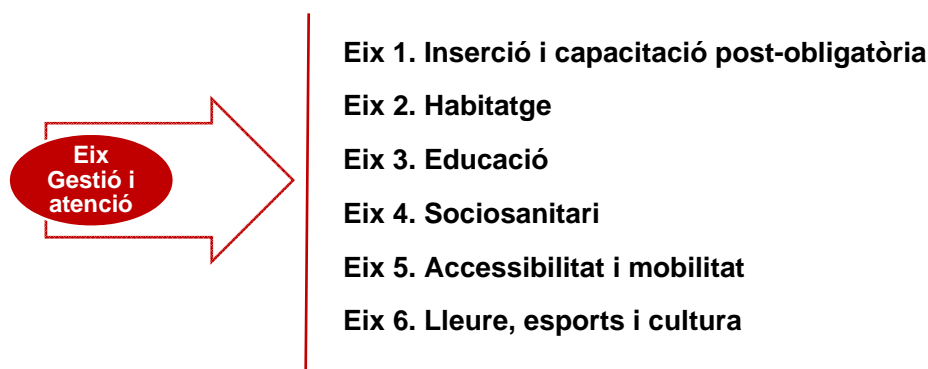 Eix
Gestió i
atenció
Eix 1. Inserció i capacitació post-obligatòria
Eix 2. Habitatge
Eix 3. Educació
Eix 4. Sociosanitari
Eix 5. Accessibilitat i mobilitat
Eix 6. Lleure, esports i cultura